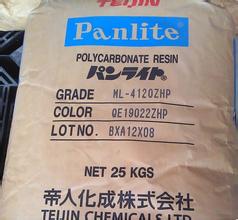 TEIJIN
Panlite
POLYCARBONATE RESIN
パンライト®
GRADE ML-4120ZHP
COLOR QE19022ZHP
LOT NO. BXA12X08
NET 25 KGS
帝人化成株式会社
TEIJIN CHEMICALS LTD